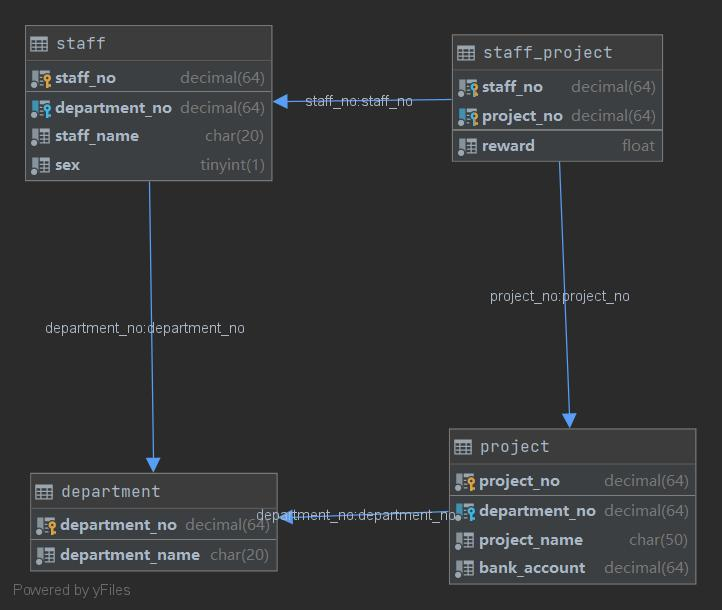 staff
staff_no decimal(64)
department_no decimal(64)
staff_name char(20)
sex tinyint(1)
staff_project
staff_no decimal(64)
project_no decimal(64)
reward float
staff_no:staff_no
project_no:project_no
department_no:department_no
project
project_no decimal(64)
department_no decimal(64)
project_name char(50)
bank_account decimal(64)
department
department_no decimal(64)
department_name char(20)
department_no:department_no
Powered by yFiles